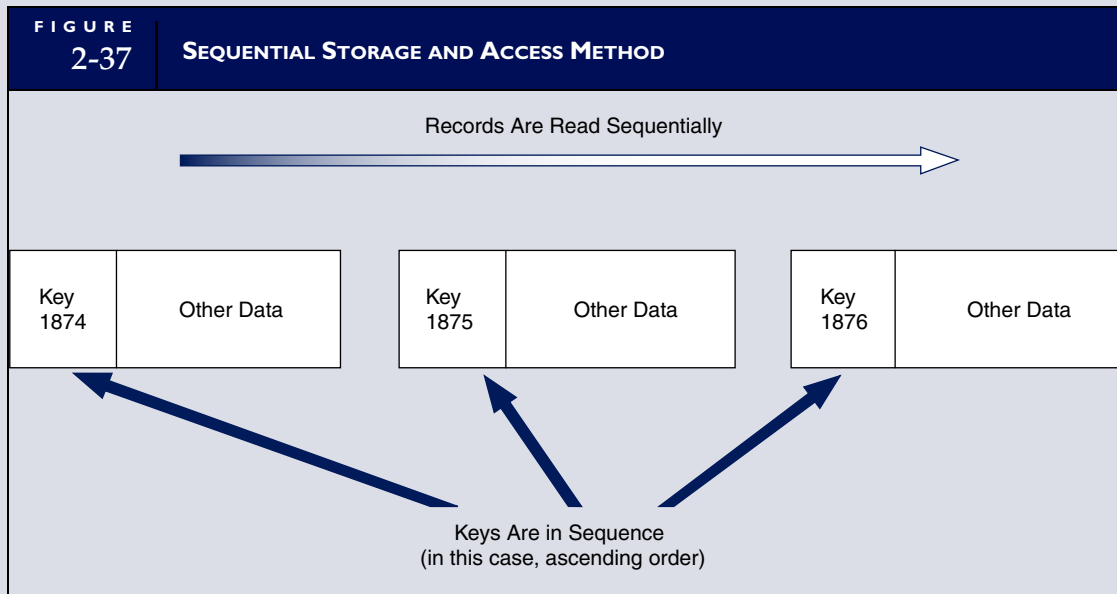 FIGURE
2-37
SEQUENTIAL STORAGE AND ACCESS METHOD
Records Are Read Sequentially
Key
1874
Other Data
Key
1875
Other Data
Key
1876
Other Data
Keys Are in Sequence
(in this case, ascending order)